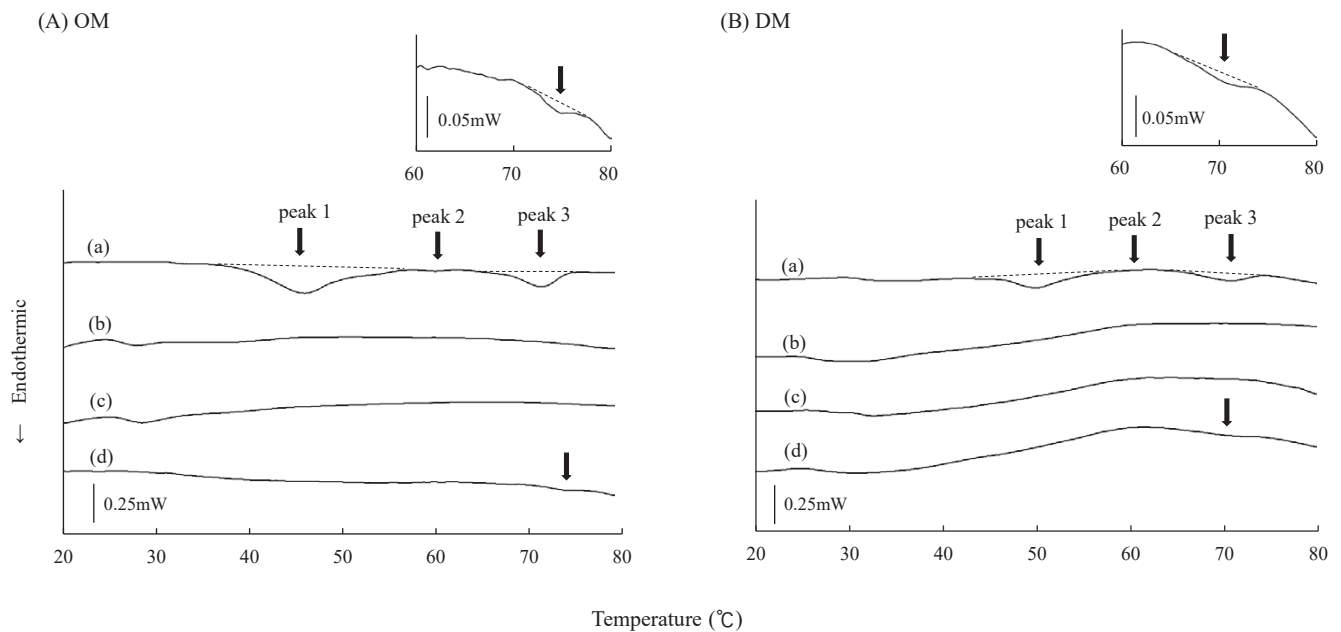 (A) OM
0.05mW
60 70 80
peak 1 peak 2 peak 3
(a)
(b)
(c)
(d)
0.25mW
20 30 40 50 60 70 80
(B) DM
0.05mW
60 70 80
peak 1 peak 2 peak 3
(a)
(b)
(c)
(d)
0.25mW
20 30 40 50 60 70 80
← Endothermic
Temperature (℃)